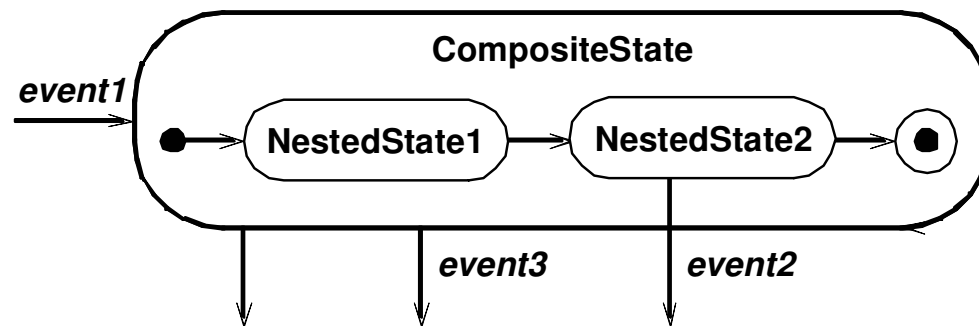 CompositeState
event1
NestedState1
NestedState2
event3
event2